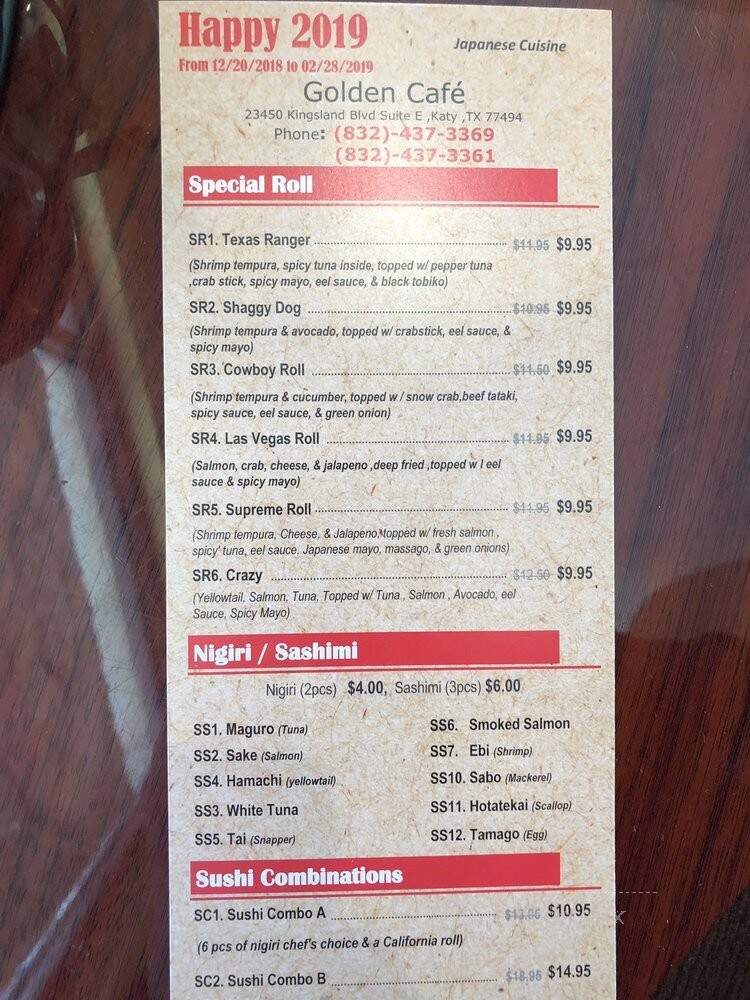 Happy 2019
Japanese Cuisine
From 12/20/2018 to 02/28/2019
Golden Café
23450 Kingsland Blvd Suite E ,Katy ,TX 77494
Phone: (832)-437-3369
(832)-437-3361
Special Roll
SR1. Texas Ranger $11.95 $9.95
(Shrimp tempura, spicy tuna inside, topped w/ pepper tuna
,crab stick, spicy mayo, eel sauce, & black tobiko)
SR2. Shaggy Dog $10.95 $9.95
(Shrimp tempura & avocado, topped w/ crabstick, eel sauce, &
spicy mayo)
SR3. Cowboy Roll $11.50 $9.95
(Shrimp tempura & cucumber, topped w / snow crab,beef tataki,
spicy sauce, eel sauce, & green onion)
SR4. Las Vegas Roll $11.95 $9.95
(Salmon, crab, cheese, & jalapeno ,deep fried ,topped w l eel
sauce & spicy mayo)
SR5. Supreme Roll $11.95 $9.95
(Shrimp tempura, Cheese, & Jalapeno, topped w/ fresh salmon ,
spicy' tuna, eel sauce, Japanese mayo, massago, & green onions)
SR6. Crazy $12.50 $9.95
(Yellowtail, Salmon, Tuna, Topped w/ Tuna , Salmon , Avocado, eel
Sauce, Spicy Mayo)
Nigiri / Sashimi
Nigiri (2pcs) $4.00, Sashimi (3pcs) $6.00
SS1. Maguro (Tuna)
SS2. Sake (Salmon)
SS4. Hamachi (yellowtail)
SS3. White Tuna
SS5. Tai (Snapper)
SS6. Smoked Salmon
SS7. Ebi (Shrimp)
SS10. Sabo (Mackerel)
SS11. Hotatekai (Scallop)
SS12. Tamago (Egg)
Sushi Combinations
SC1. Sushi Combo A $13.95 $10.95
(6 pcs of nigiri chef's choice & a California roll)
SC2. Sushi Combo B $18.95 $14.95